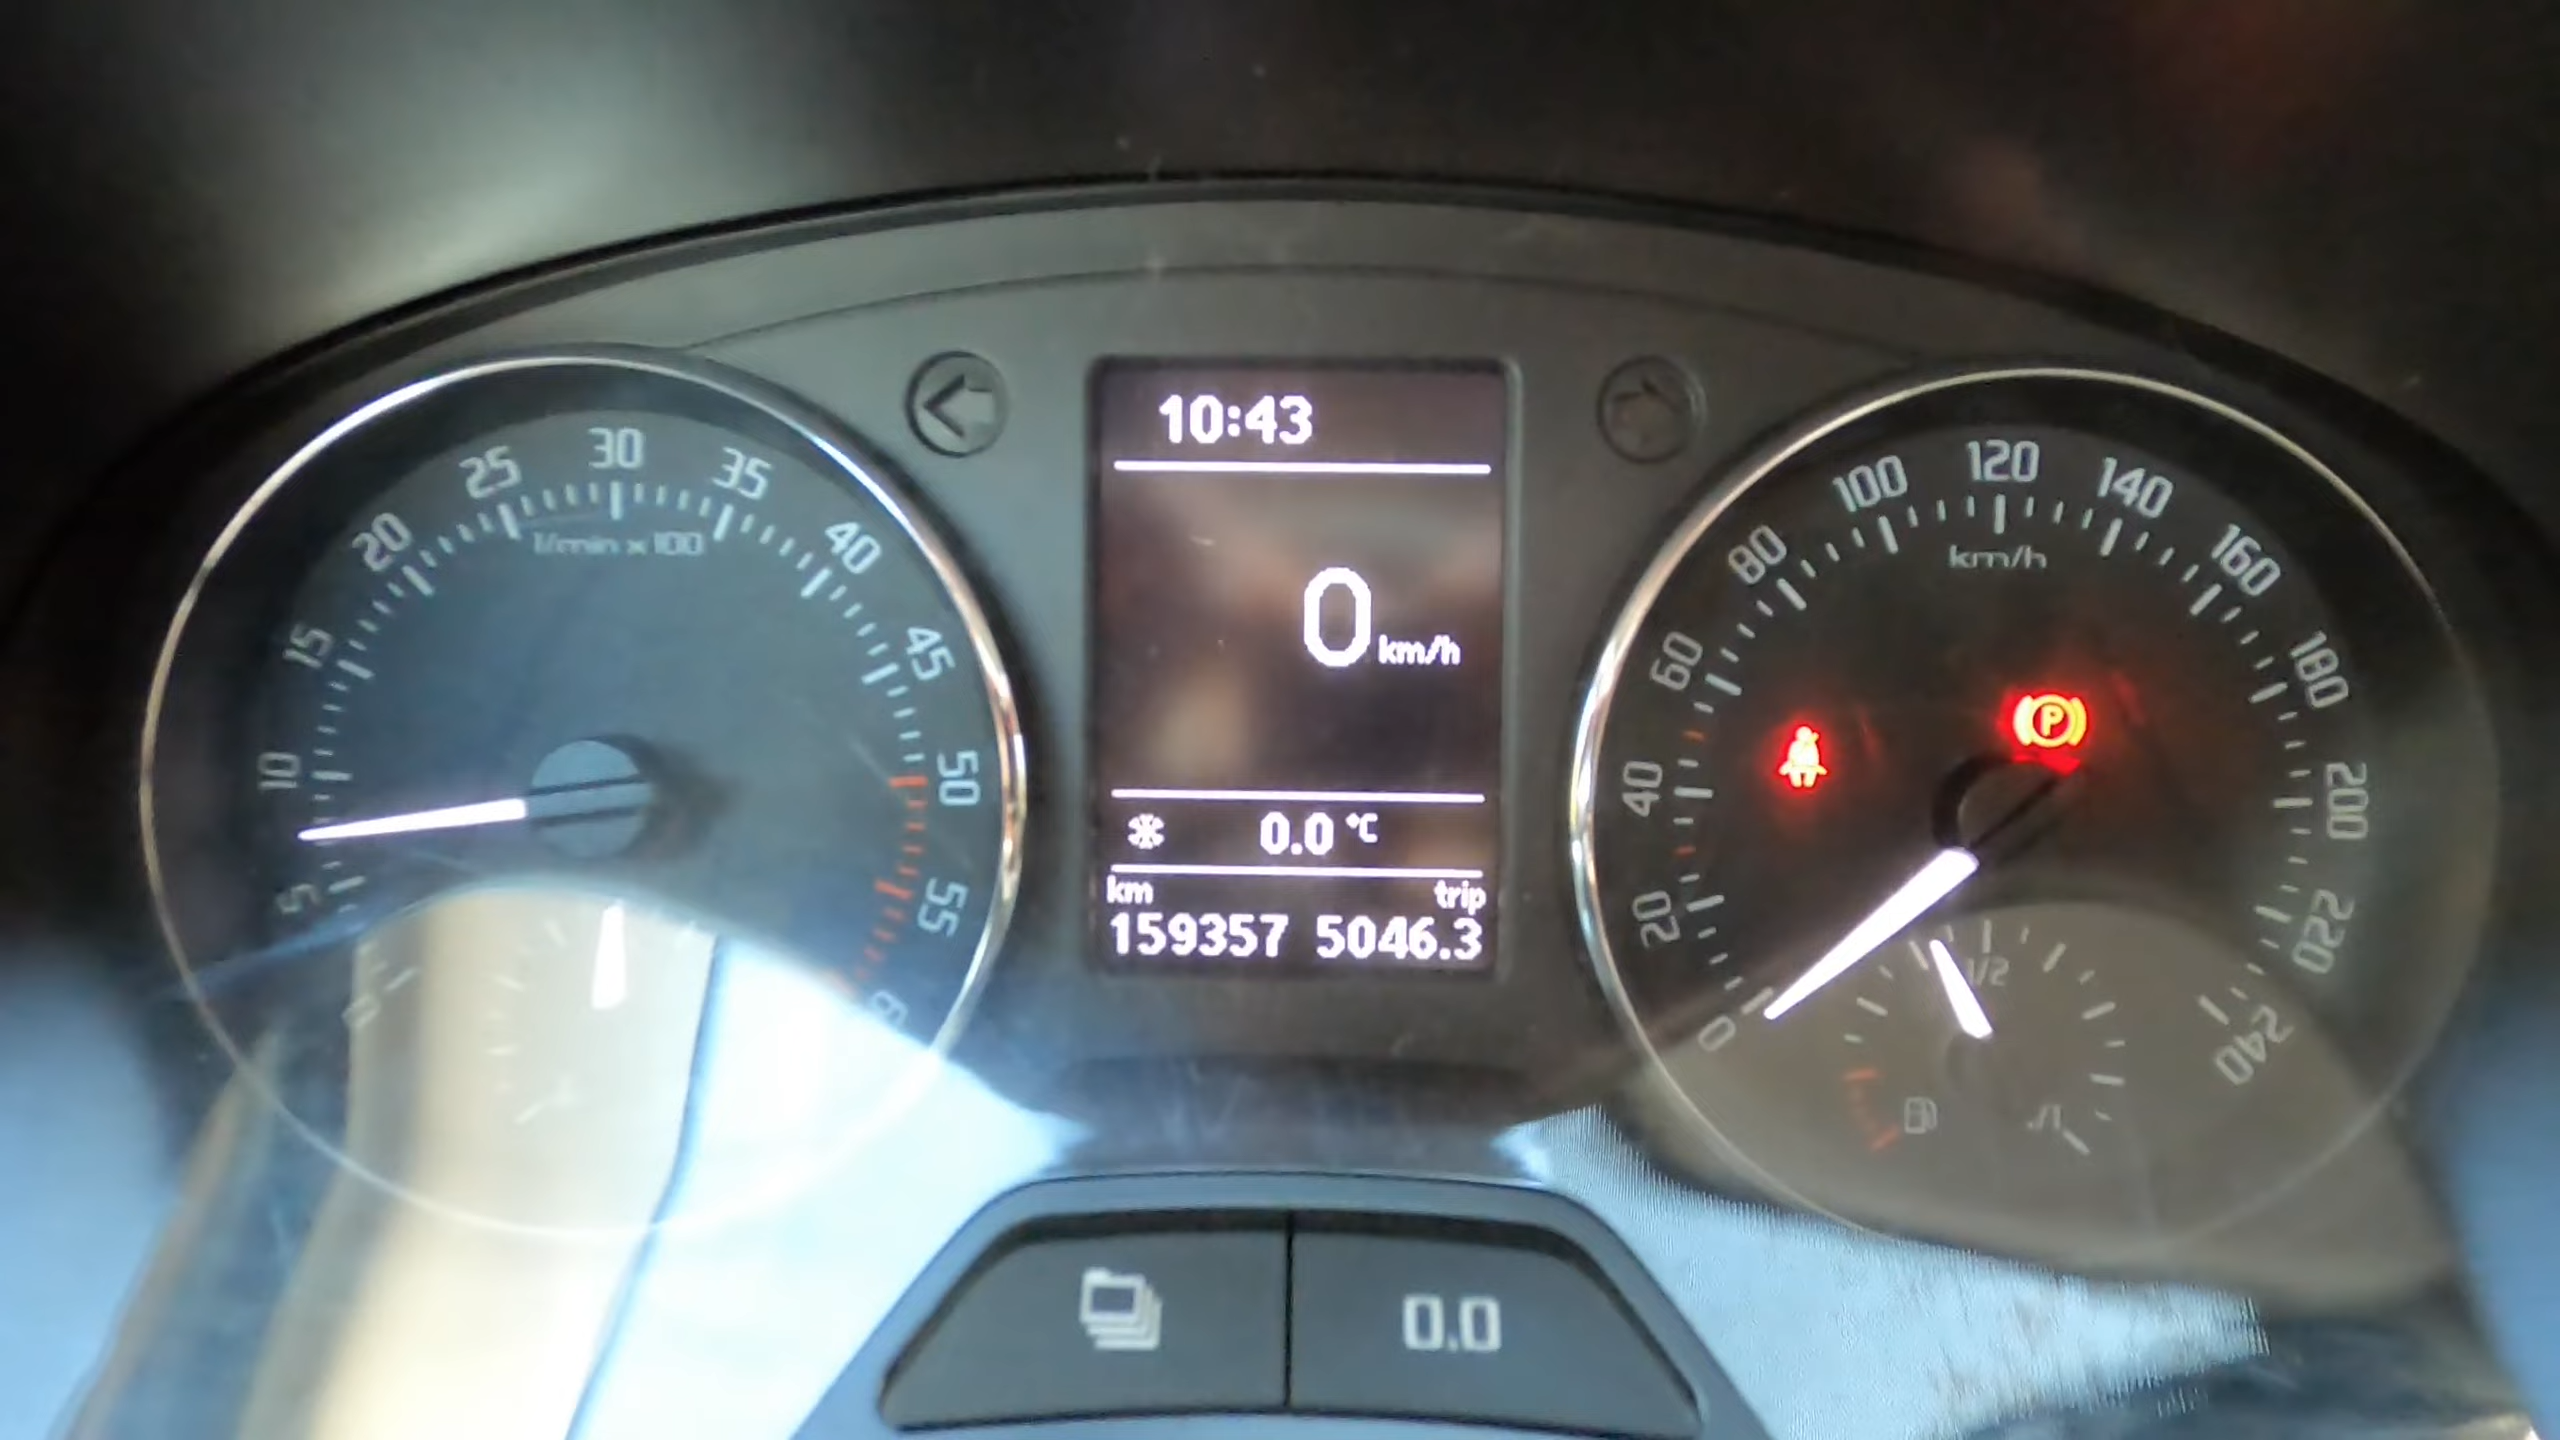 10:43
0 km/h
0.0 °C
km trip
159357 5046.3
5 10 15 20 25 30 35 40 45 50 55
1/min x 100
0 20 40 60 80 100 120 140 160 180 200 220 240
km/h
P
1/2
0.0